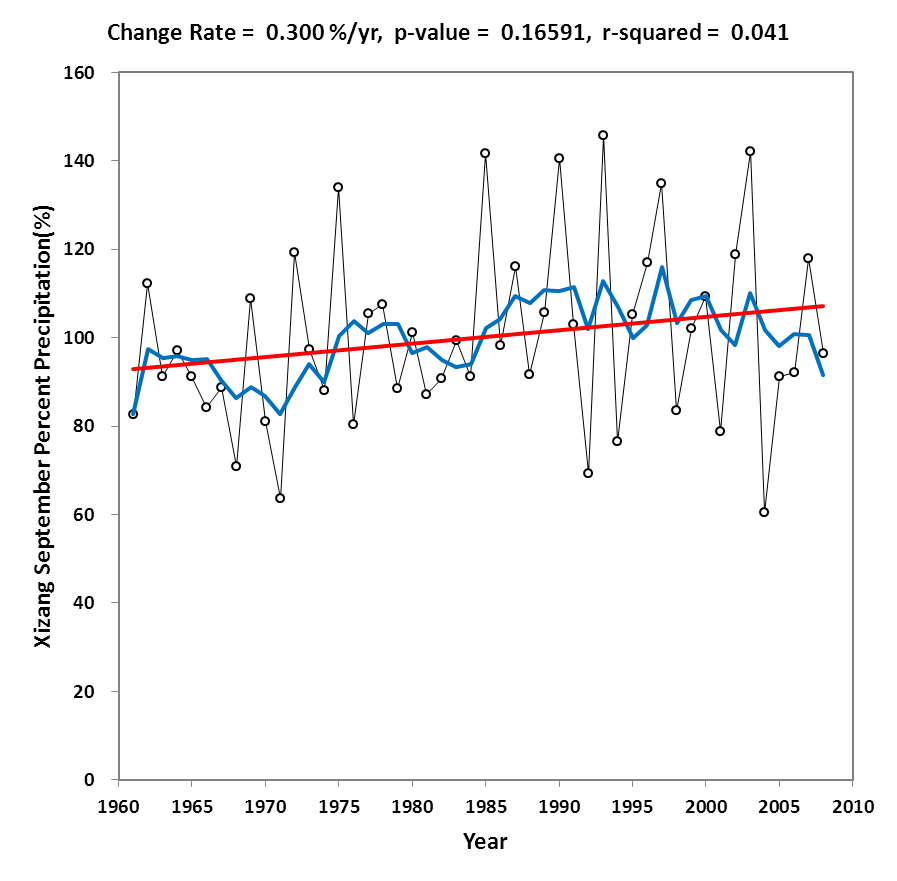 Change Rate = 0.300 %/yr, p-value = 0.16591, r-squared = 0.041
Xizang September Percent Precipitation(%)
160
140
120
100
80
60
40
20
0
1960 1965 1970 1975 1980 1985 1990 1995 2000 2005 2010
Year